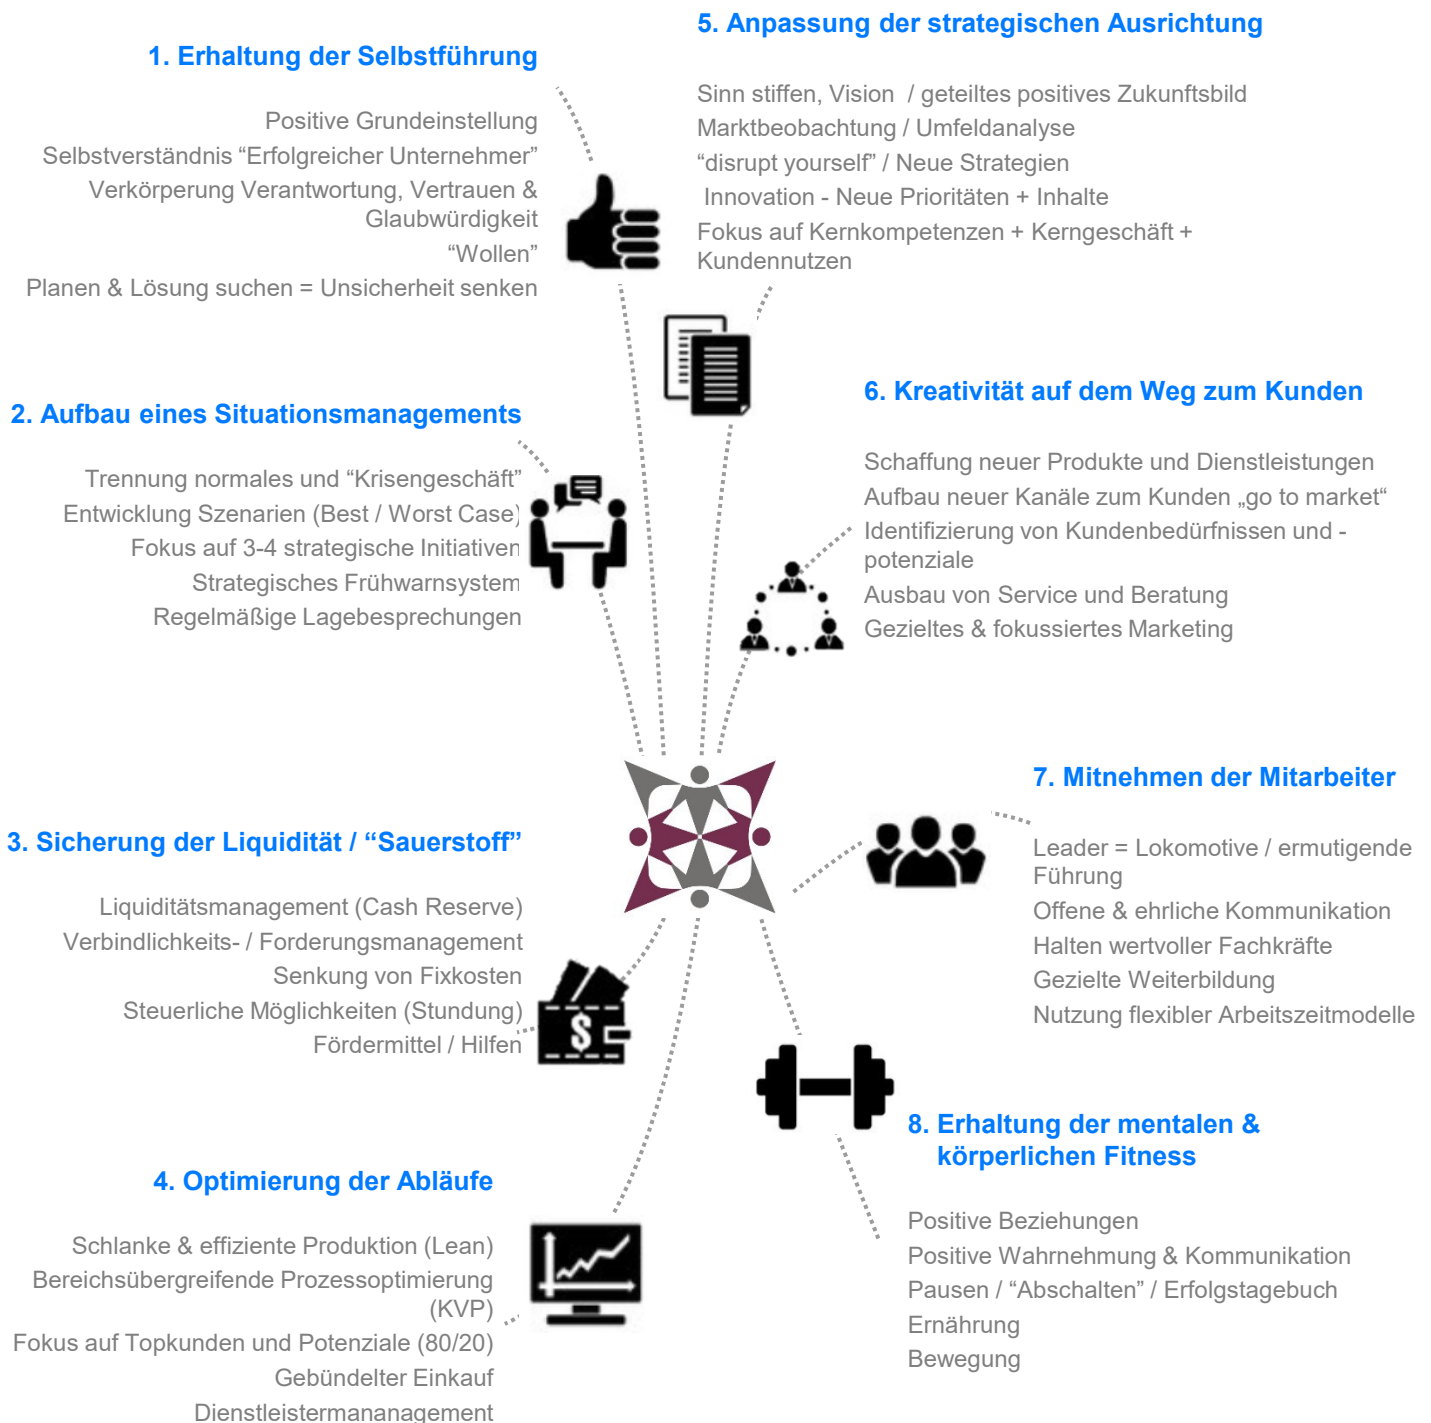 1. Erhaltung der Selbstführung
Positive Grundeinstellung
Selbstverständnis “Erfolgreicher Unternehmer”
Verkörperung Verantwortung, Vertrauen &
Glaubwürdigkeit
“Wollen”
Planen & Lösung suchen = Unsicherheit senken
2. Aufbau eines Situationsmanagements
Trennung normales und “Krisengeschäft”
Entwicklung Szenarien (Best / Worst Case)
Fokus auf 3-4 strategische Initiativen
Strategisches Frühwarnsystem
Regelmäßige Lagebesprechungen
3. Sicherung der Liquidität / “Sauerstoff”
Liquiditätsmanagement (Cash Reserve)
Verbindlichkeits- / Forderungsmanagement
Senkung von Fixkosten
Steuerliche Möglichkeiten (Stundung)
Fördermittel / Hilfen
$
4. Optimierung der Abläufe
Schlanke & effiziente Produktion (Lean)
Bereichsübergreifende Prozessoptimierung
(KVP)
Fokus auf Topkunden und Potenziale (80/20)
Gebündelter Einkauf
Dienstleistermananagement
5. Anpassung der strategischen Ausrichtung
Sinn stiffen, Vision / geteiltes positives Zukunftsbild
Marktbeobachtung / Umfeldanalyse
“disrupt yourself” / Neue Strategien
Innovation - Neue Prioritäten + Inhalte
Fokus auf Kernkompetenzen + Kerngeschäft +
Kundennutzen
6. Kreativität auf dem Weg zum Kunden
Schaffung neuer Produkte und Dienstleistungen
Aufbau neuer Kanäle zum Kunden „go to market“
Identifizierung von Kundenbedürfnissen und -
potenziale
Ausbau von Service und Beratung
Gezieltes & fokussiertes Marketing
7. Mitnehmen der Mitarbeiter
Leader = Lokomotive / ermutigende
Führung
Offene & ehrliche Kommunikation
Halten wertvoller Fachkräfte
Gezielte Weiterbildung
Nutzung flexibler Arbeitszeitmodelle
8. Erhaltung der mentalen &
körperlichen Fitness
Positive Beziehungen
Positive Wahrnehmung & Kommunikation
Pausen / “Abschalten” / Erfolgstagebuch
Ernährung
Bewegung